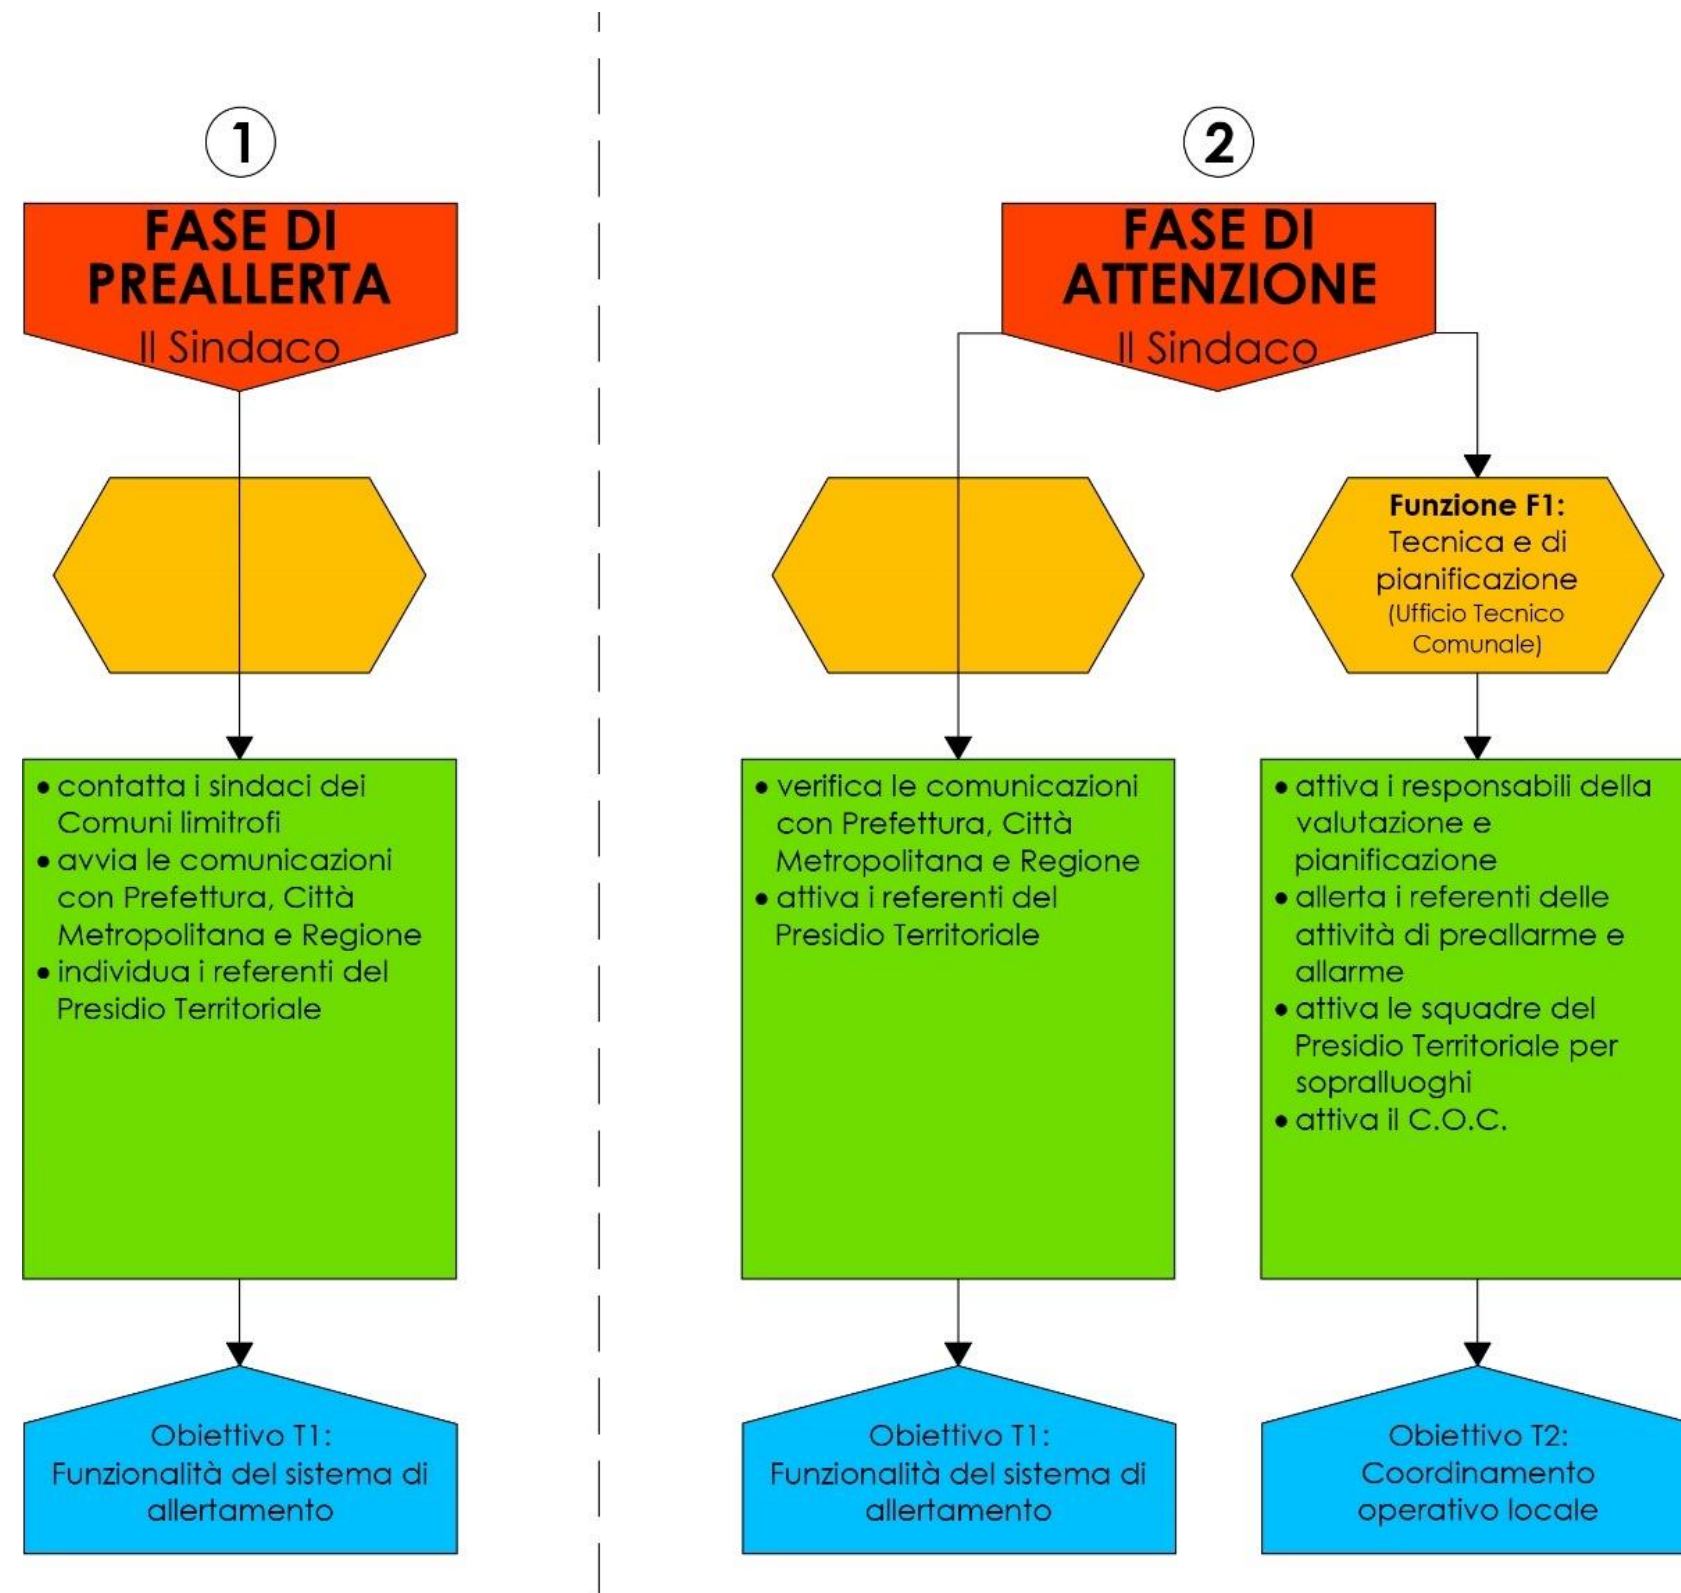 1
FASE DI
PREALLERTA
Il Sindaco
• contatta i sindaci dei
Comuni limitrofi
• avvia le comunicazioni
con Prefettura, Città
Metropolitana e Regione
• individua i referenti del
Presidio Territoriale
Obiettivo T1:
Funzionalità del sistema di
allertamento
2
FASE DI
ATTENZIONE
Il Sindaco
• verifica le comunicazioni
con Prefettura, Città
Metropolitana e Regione
• attiva i referenti del
Presidio Territoriale
Obiettivo T1:
Funzionalità del sistema di
allertamento
Funzione F1:
Tecnica e di
pianificazione
(Ufficio Tecnico
Comunale)
• attiva i responsabili della
valutazione e
pianificazione
• allerta i referenti delle
attività di preallarme e
allarme
• attiva le squadre del
Presidio Territoriale per
sopralluoghi
• attiva il C.O.C.
Obiettivo T2:
Coordinamento
operativo locale